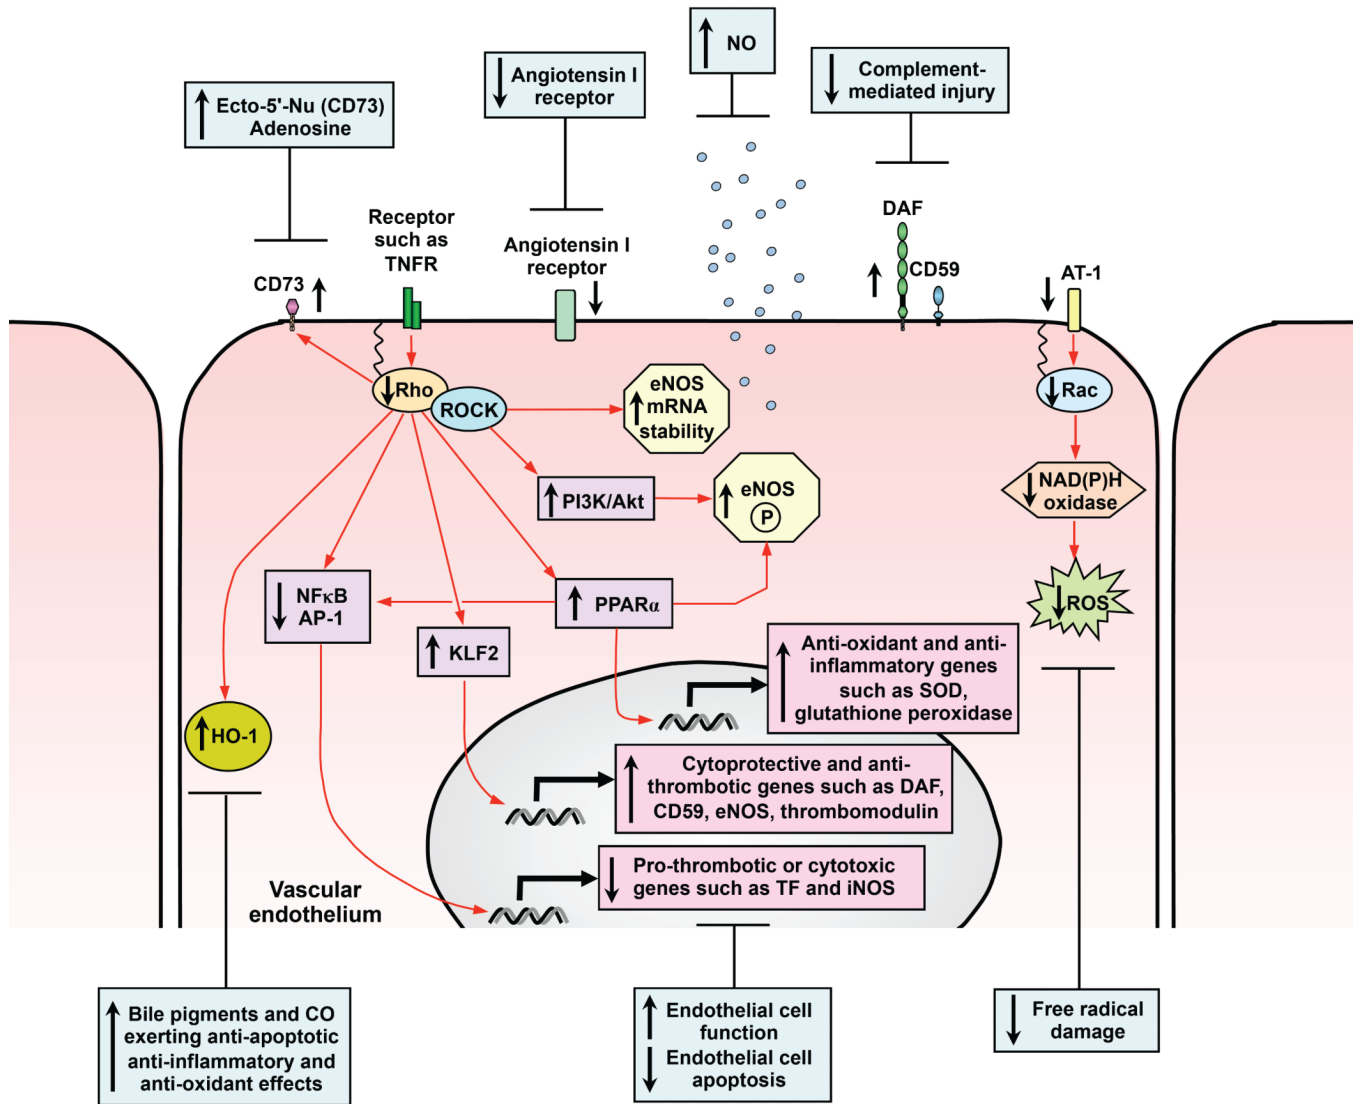 NO
Angiotensin I
receptor
Complement-
mediated injury
Ecto-5'-Nu (CD73)
Adenosine
Receptor
such as
TNFR
Angiotensin I
receptor
DAF
CD59
AT-1
CD73
Rho
ROCK
eNOS
mRNA
stability
Rac
PI3K/Akt
eNOS
P
NAD(P)H
oxidase
NFκB
AP-1
PPARα
ROS
KLF2
Anti-oxidant and anti-
inflammatory genes
such as SOD,
glutathione peroxidase
HO-1
Cytoprotective and anti-
thrombotic genes such as DAF,
CD59, eNOS, thrombomodulin
Pro-thrombotic or cytotoxic
genes such as TF and iNOS
Vascular
endothelium
Bile pigments and CO
exerting anti-apoptotic
anti-inflammatory and
anti-oxidant effects
Endothelial cell
function
Endothelial cell
apoptosis
Free radical
damage